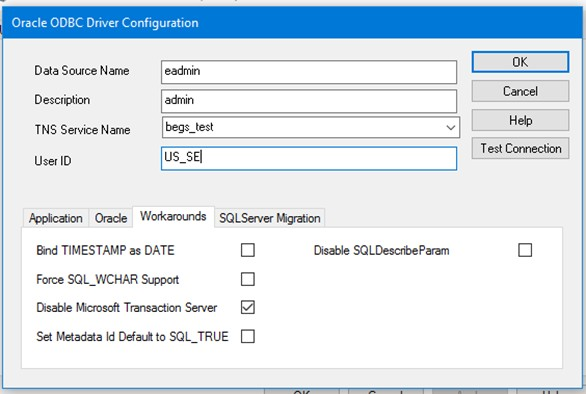 Oracle ODBC Driver Configuration
Data Source Name eadmin OK
Description admin Cancel
TNS Service Name begs_test Help
User ID US_SE Test Connection
Application Oracle Workarounds SQLServer Migration
Bind TIMESTAMP as DATE Disable SQLDescribeParam
Force SQL_WCHAR Support
Disable Microsoft Transaction Server
Set Metadata Id Default to SQL_TRUE